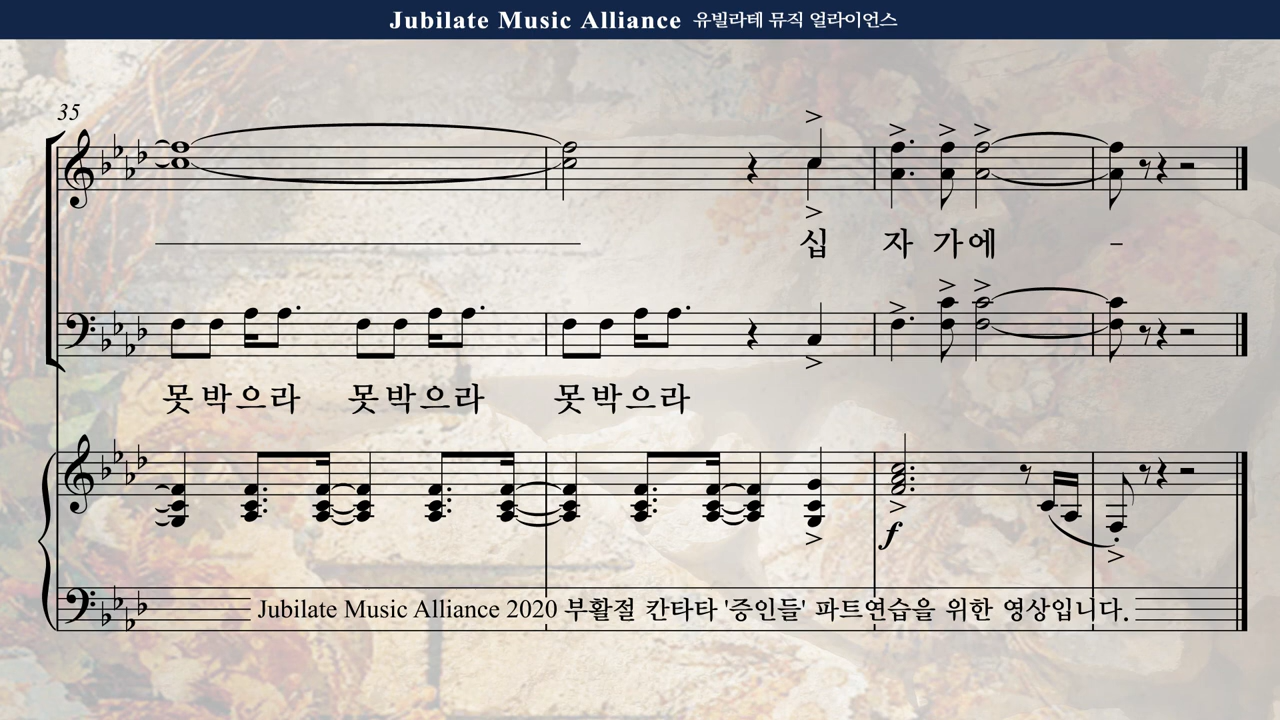 Jubilate Music Alliance 유빌라테 뮤직 얼라이언스
35
십 자 가에 -
못박으라 못박으라 못박으라
f
Jubilate Music Alliance 2020 부활절 칸타타 '증인들' 파트연습을 위한 영상입니다.